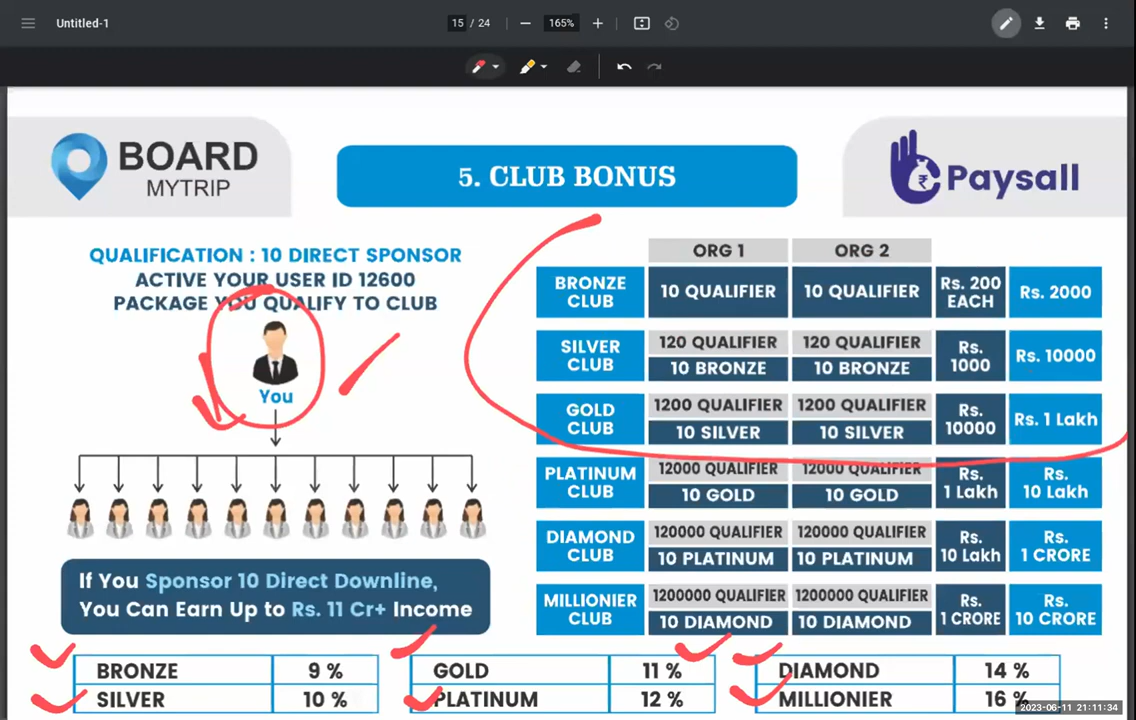 Untitled-1
15 / 24
165%
BOARD
MYTRIP
5. CLUB BONUS
Paysall
QUALIFICATION : 10 DIRECT SPONSOR
ACTIVE YOUR USER ID 12600
PACKAGE YOU QUALIFY TO CLUB
You
If You Sponsor 10 Direct Downline,
You Can Earn Up to Rs. 11 Cr+ Income
ORG 1 ORG 2
BRONZE CLUB 10 QUALIFIER 10 QUALIFIER Rs. 200 EACH Rs. 2000
SILVER CLUB 120 QUALIFIER 120 QUALIFIER Rs. 1000 Rs. 10000
10 BRONZE 10 BRONZE
GOLD CLUB 1200 QUALIFIER 1200 QUALIFIER Rs. 10000 Rs. 1 Lakh
10 SILVER 10 SILVER
PLATINUM CLUB 12000 QUALIFIER 12000 QUALIFIER Rs. 1 Lakh Rs. 10 Lakh
10 GOLD 10 GOLD
DIAMOND CLUB 120000 QUALIFIER 120000 QUALIFIER Rs. 10 Lakh Rs. 1 CRORE
10 PLATINUM 10 PLATINUM
MILLIONIER CLUB 1200000 QUALIFIER 1200000 QUALIFIER Rs. 1 CRORE Rs. 10 CRORE
10 DIAMOND 10 DIAMOND
BRONZE 9 % GOLD 11 % DIAMOND 14 %
SILVER 10 % PLATINUM 12 % MILLIONIER 16 %
2023-06-11 21:11:34